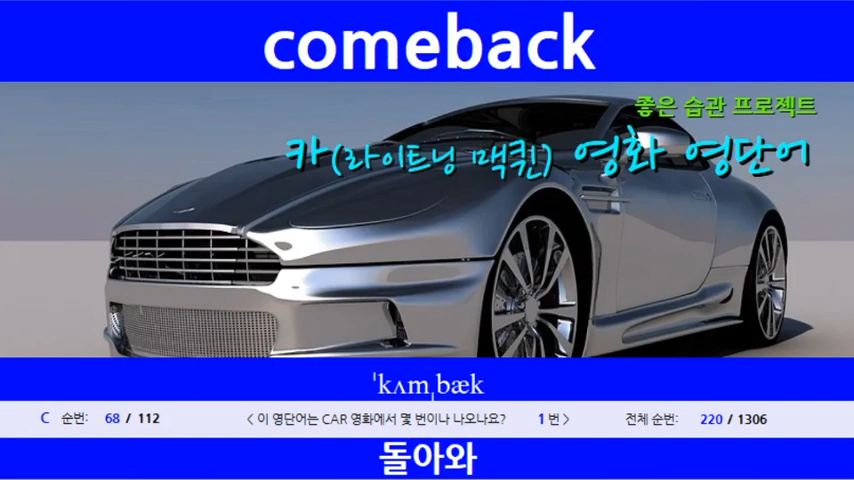 comeback
좋은 습관 프로젝트
카(라이트닝 맥퀸) 영화 영단어
ˈkʌmˌbæk
C 순번: 68 / 112 < 이 영단어는 CAR 영화에서 몇 번이나 나오나요? 1 번 > 전체 순번: 220 / 1306
돌아와